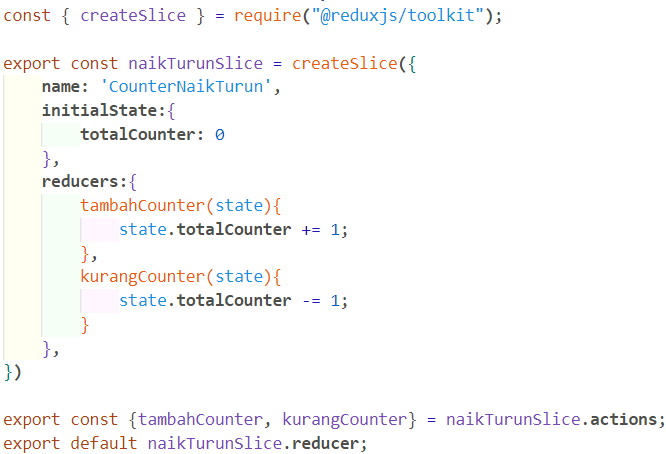 const { createSlice } = require("@reduxjs/toolkit");
export const naikTurunSlice = createSlice({
name: 'CounterNaikTurun',
initialState:{
totalCounter: 0
},
reducers:{
tambahCounter(state){
state.totalCounter += 1;
},
kurangCounter(state){
state.totalCounter -= 1;
}
},
})
export const {tambahCounter, kurangCounter} = naikTurunSlice.actions;
export default naikTurunSlice.reducer;